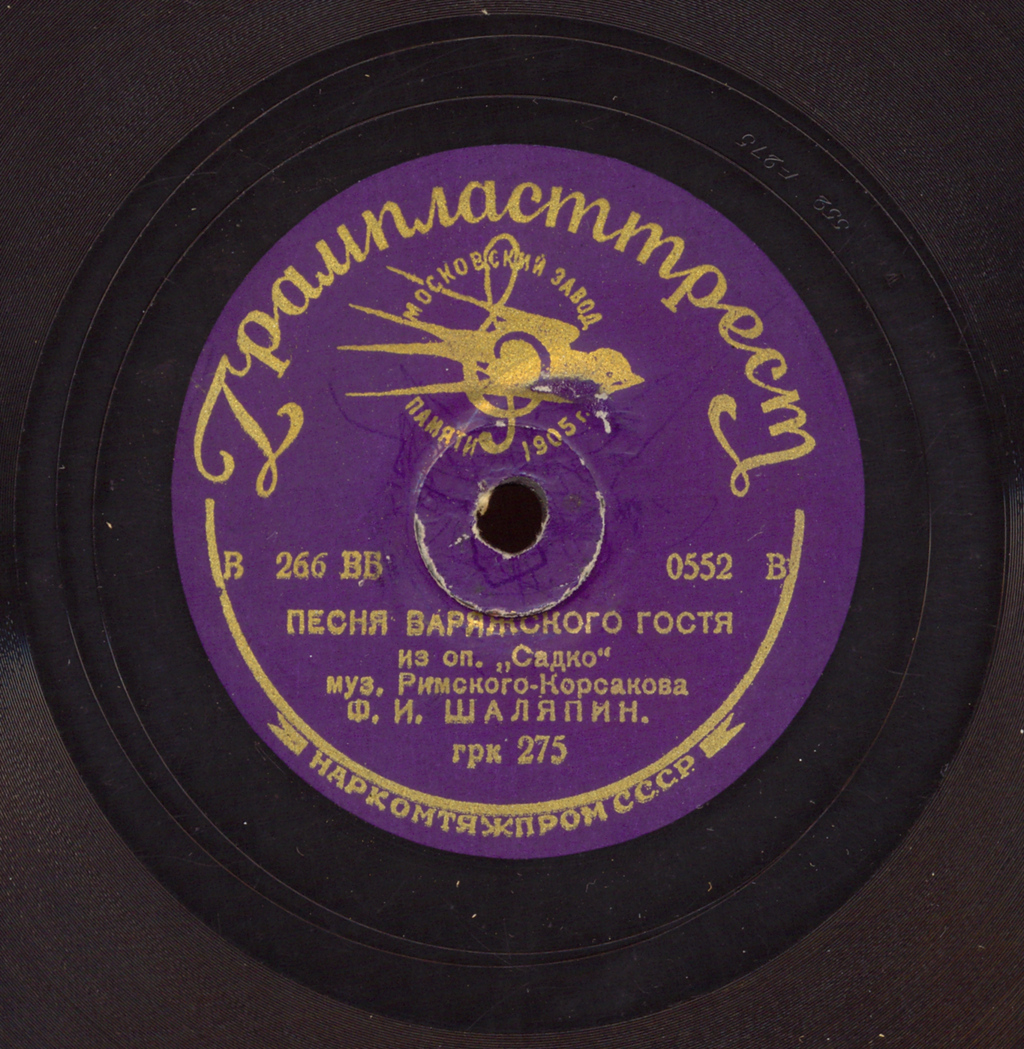 Грампласттрест
МОСКОВСКИЙ ЗАВОД
ПАМЯТИ 1905 г.
В 266 ВБ 0552 В
ПЕСНЯ ВАРЯЖСКОГО ГОСТЯ
из оп. „Садко“
муз. Римского-Корсакова
Ф. И. ШАЛЯПИН.
грк 275
НАРКОМТЯЖПРОМ СССР